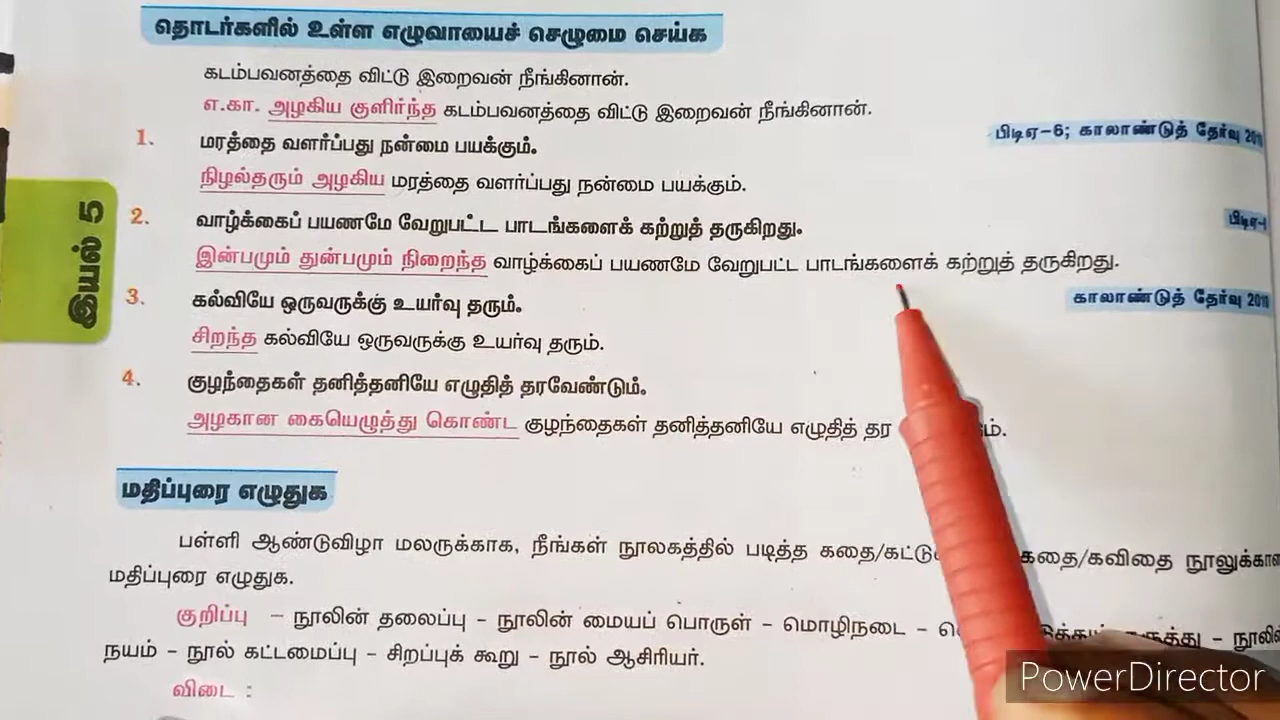 தொடர்களில் உள்ள எழுவாயைச் செழுமை செய்க
கடம்பவனத்தை விட்டு இறைவன் நீங்கினான்.
எ.கா. அழகிய குளிர்ந்த கடம்பவனத்தை விட்டு இறைவன் நீங்கினான்.
பிடிஏ-6; காலாண்டுத் தேர்வு
1. மரத்தை வளர்ப்பது நன்மை பயக்கும்.
நிழல்தரும் அழகிய மரத்தை வளர்ப்பது நன்மை பயக்கும்.
பிடிஏ-
2. வாழ்க்கைப் பயணமே வேறுபட்ட பாடங்களைக் கற்றுத் தருகிறது.
இன்பமும் துன்பமும் நிறைந்த வாழ்க்கைப் பயணமே வேறுபட்ட பாடங்களைக் கற்றுத் தருகிறது.
காலாண்டுத் தேர்வு 2019
3. கல்வியே ஒருவருக்கு உயர்வு தரும்.
சிறந்த கல்வியே ஒருவருக்கு உயர்வு தரும்.
4. குழந்தைகள் தனித்தனியே எழுதித் தரவேண்டும்.
அழகான கையெழுத்து கொண்ட குழந்தைகள் தனித்தனியே எழுதித் தர
இயல் 5
மதிப்புரை எழுதுக
பள்ளி ஆண்டுவிழா மலருக்காக, நீங்கள் நூலகத்தில் படித்த கதை/கட்டு கதை/கவிதை நூலுக்கான
மதிப்புரை எழுதுக.
குறிப்பு – நூலின் தலைப்பு – நூலின் மையப் பொருள் – மொழிநடை – – நூலின்
நயம் – நூல் கட்டமைப்பு – சிறப்புக் கூறு – நூல் ஆசிரியர்.
விடை :
PowerDirector